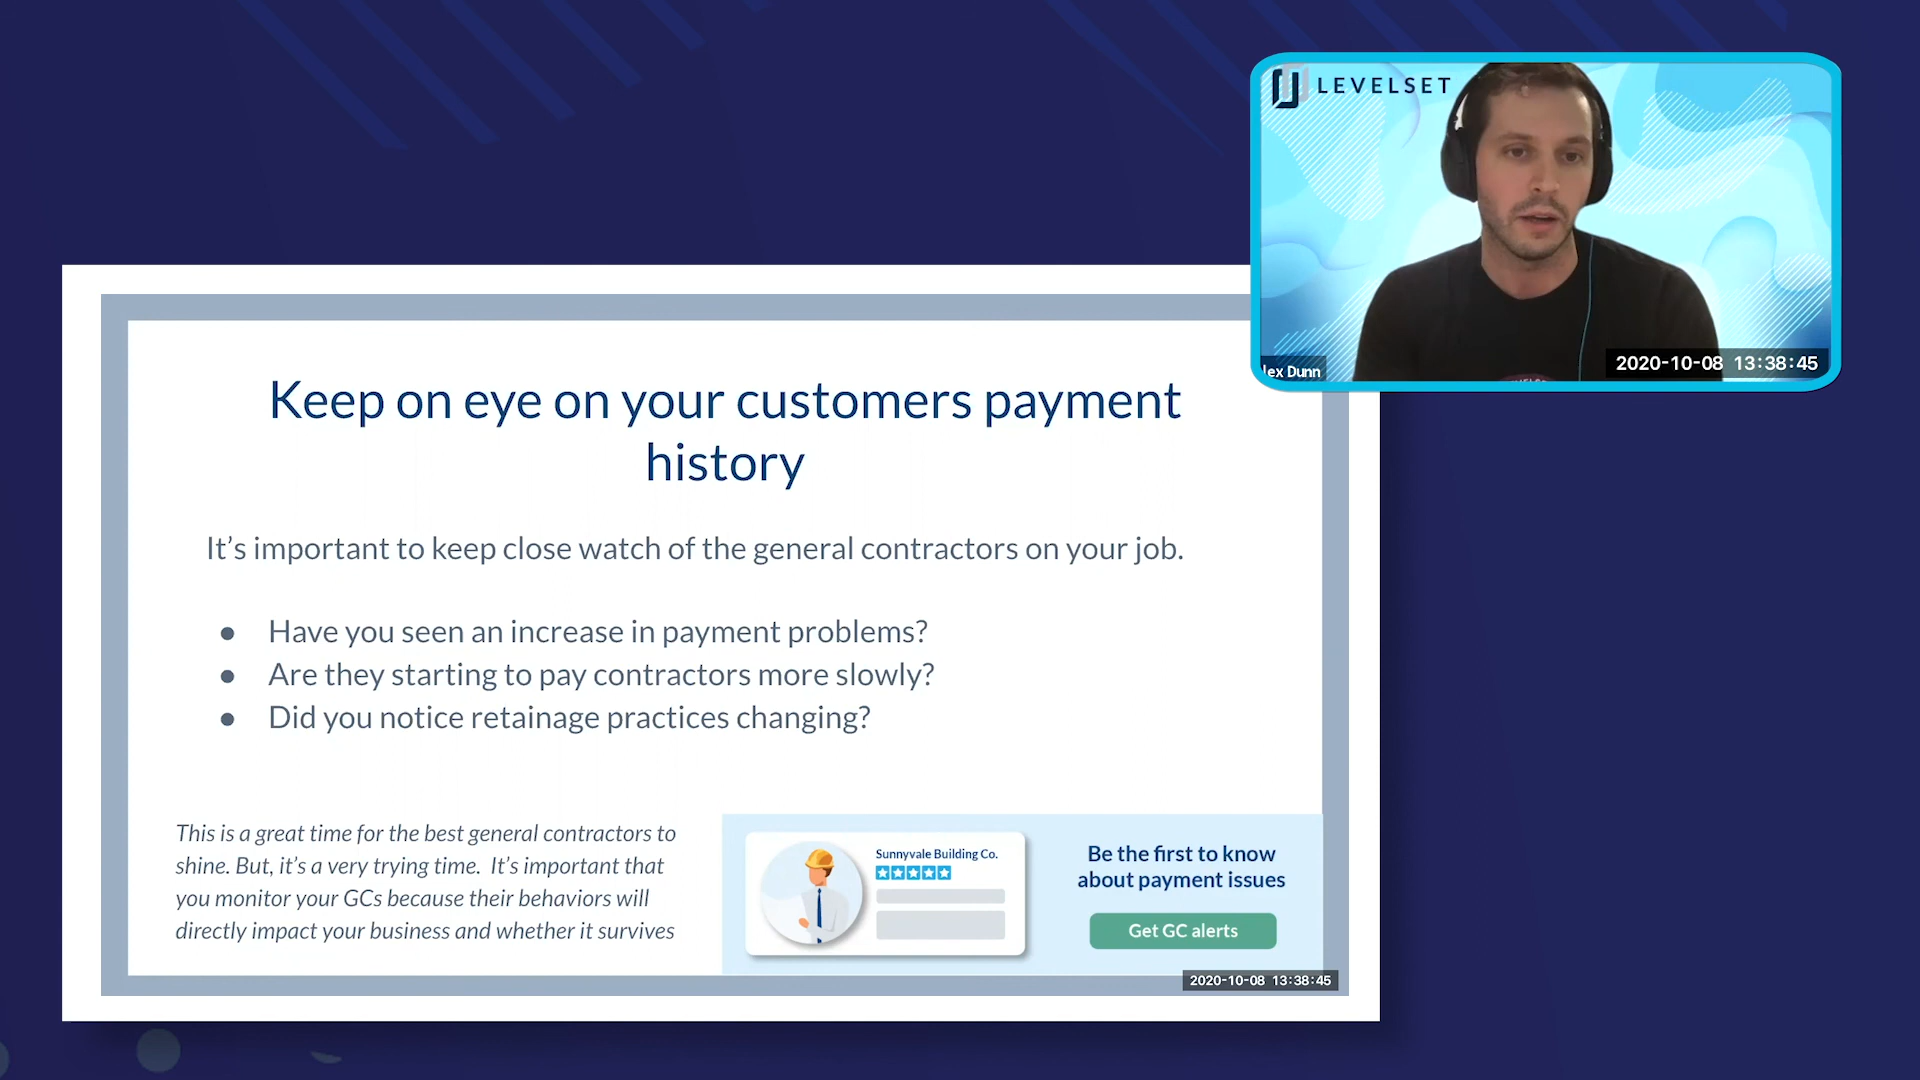 LEVELSET
lex Dunn
2020-10-08 13:38:45
Keep on eye on your customers payment
history
It's important to keep close watch of the general contractors on your job.
● Have you seen an increase in payment problems?
● Are they starting to pay contractors more slowly?
● Did you notice retainage practices changing?
This is a great time for the best general contractors to
shine. But, it's a very trying time. It's important that
you monitor your GCs because their behaviors will
directly impact your business and whether it survives
Sunnyvale Building Co.
Be the first to know
about payment issues
Get GC alerts
2020-10-08 13:38:45